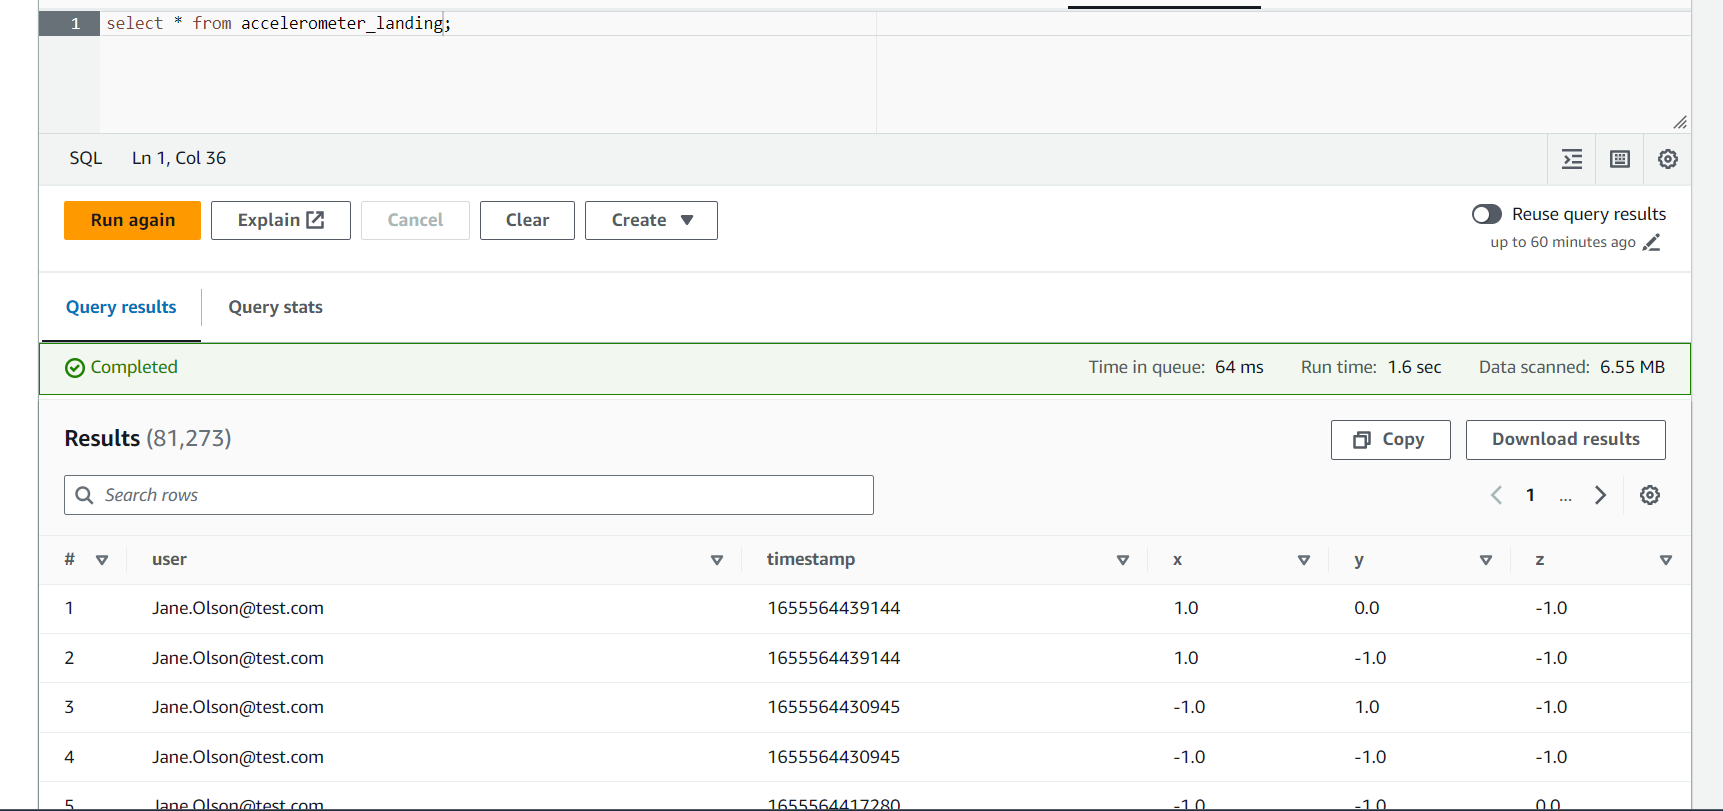 1 select * from accelerometer_landing;
SQL Ln 1, Col 36
Run again Explain Cancel Clear Create Reuse query results
up to 60 minutes ago
Query results Query stats
Completed Time in queue: 64 ms Run time: 1.6 sec Data scanned: 6.55 MB
Results (81,273) Copy Download results
Search rows 1 ...
# user timestamp x y z
1 Jane.Olson@test.com 1655564439144 1.0 0.0 -1.0
2 Jane.Olson@test.com 1655564439144 1.0 -1.0 -1.0
3 Jane.Olson@test.com 1655564430945 -1.0 1.0 -1.0
4 Jane.Olson@test.com 1655564430945 -1.0 -1.0 -1.0
5 Jane.Olson@test.com 1655564417280 -1.0 -1.0 0.0